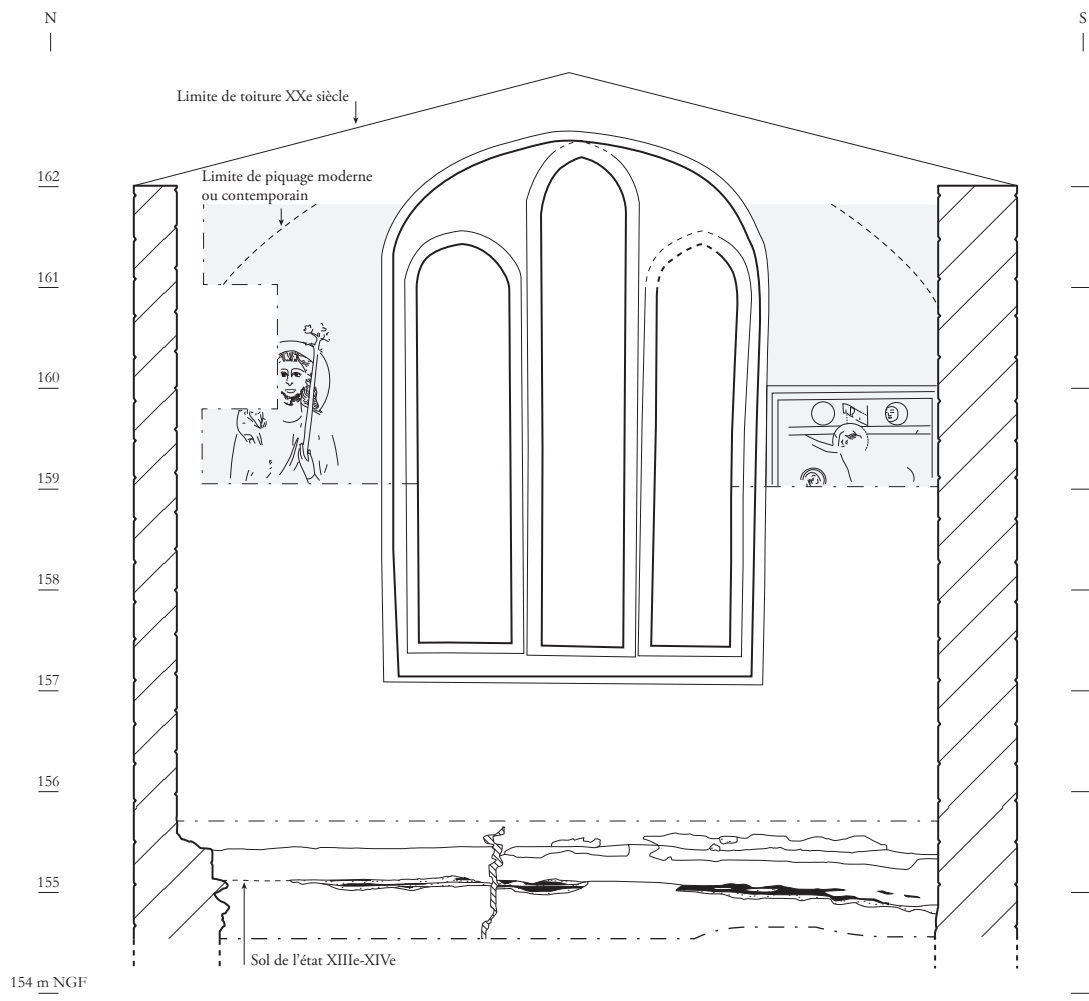 N
S
Limite de toiture XXe siècle
162
Limite de piquage moderne
ou contemporain
161
160
159
158
157
156
155
Sol de l'état XIIIe-XIVe
154 m NGF